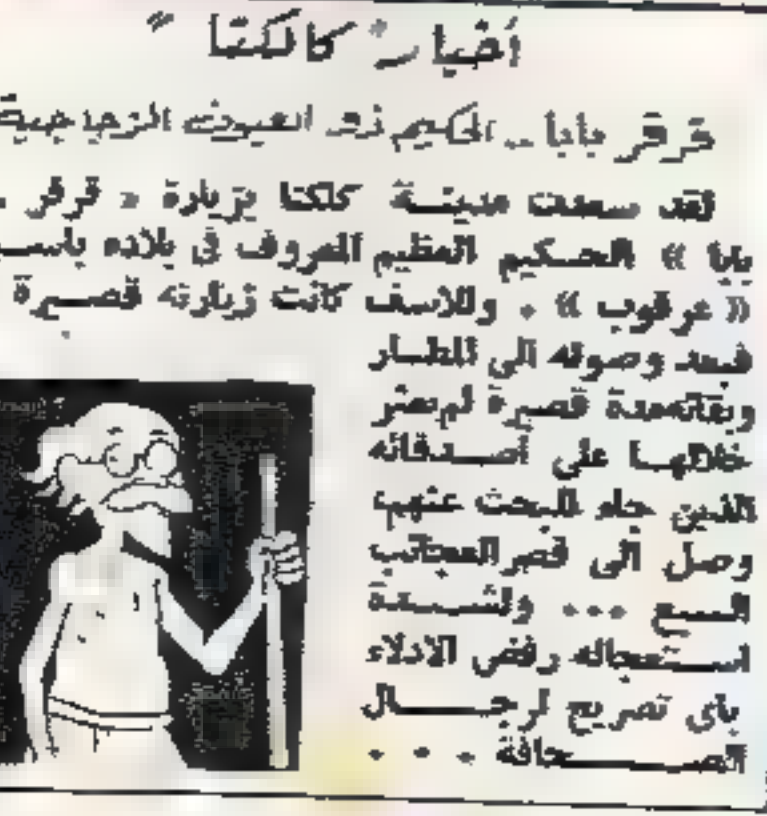 أخبار كالكتا
قرقر بابا .. الحكيم ذو العيون الزجاجية
لقد سعدت مدينة كلكتا بزيارة « قرقر
بابا » الحكيم العظيم المعروف في بلاده باسم
« عرقوب » . وللاسف كانت زيارته قصيرة
فبعد وصوله الى المطار
وبقائه مدة قصيرة لم يعثر
خلالها على أصدقائه
الذين جاء للبحث عنهم
وصل الى قصر العجائب
السبع ... ولشدة
استعجاله رفض الادلاء
باى تصريح لرجال
الصحافة . . .